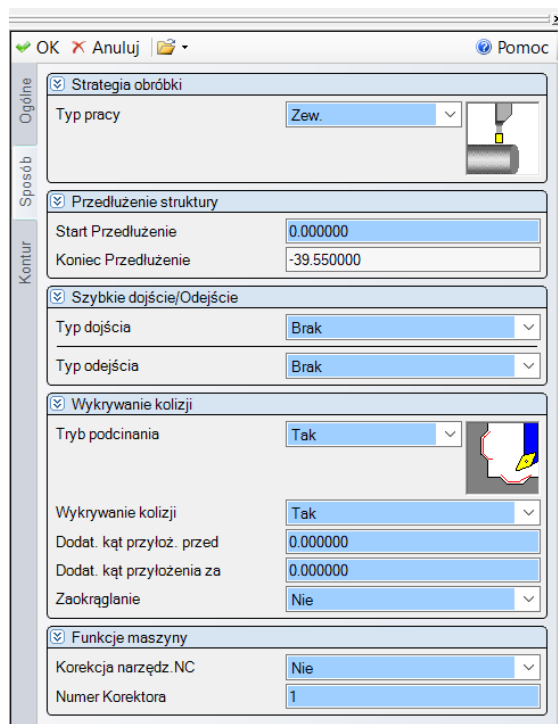 OK Anuluj Pomoc
Ogólne
Sposób
Kontur
Strategia obróbki
Typ pracy Zew.
Przedłużenie struktury
Start Przedłużenie 0.000000
Koniec Przedłużenie -39.550000
Szybkie dojście/Odejście
Typ dojścia Brak
Typ odejścia Brak
Wykrywanie kolizji
Tryb podcinania Tak
Wykrywanie kolizji Tak
Dodat. kąt przyłoż. przed 0.000000
Dodat. kąt przyłożenia za 0.000000
Zaokrąglanie Nie
Funkcje maszyny
Korekcja narzędz.NC Nie
Numer Korektora 1